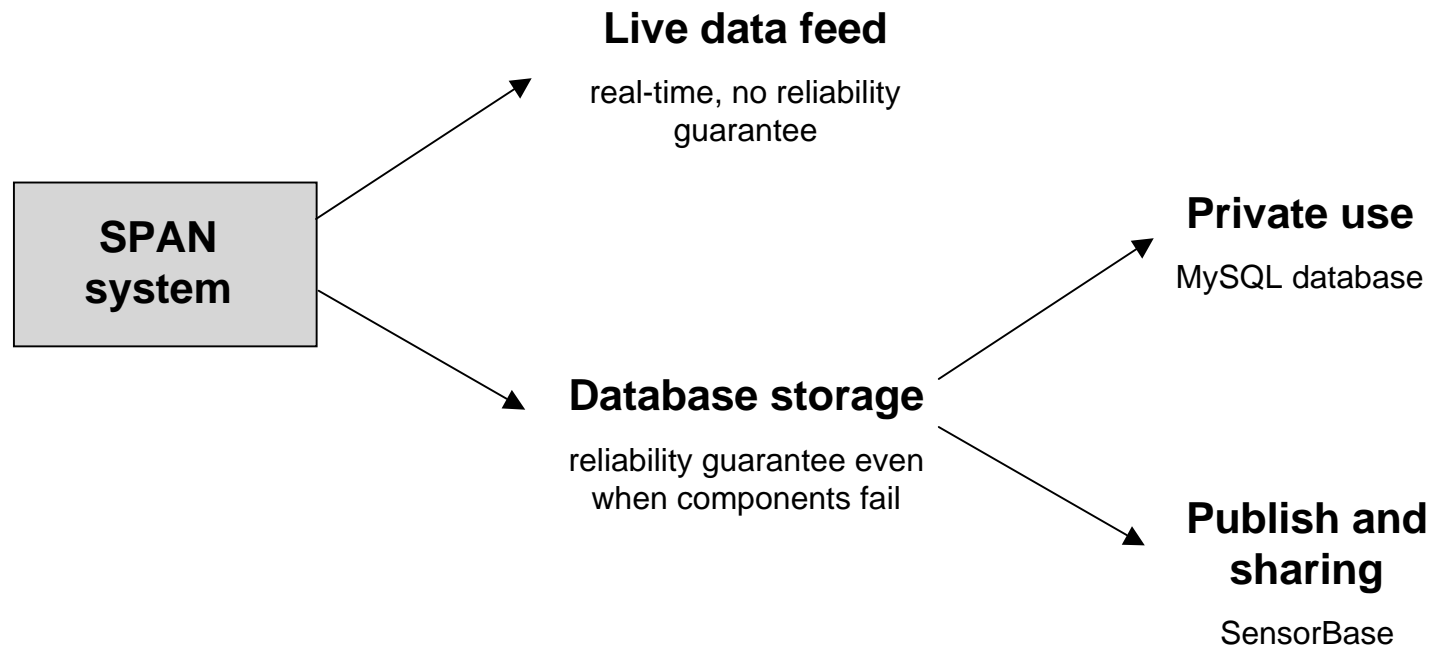 Live data feed
real-time, no reliability
guarantee
SPAN
system
Private use
MySQL database
Database storage
reliability guarantee even
when components fail
Publish and
sharing
SensorBase